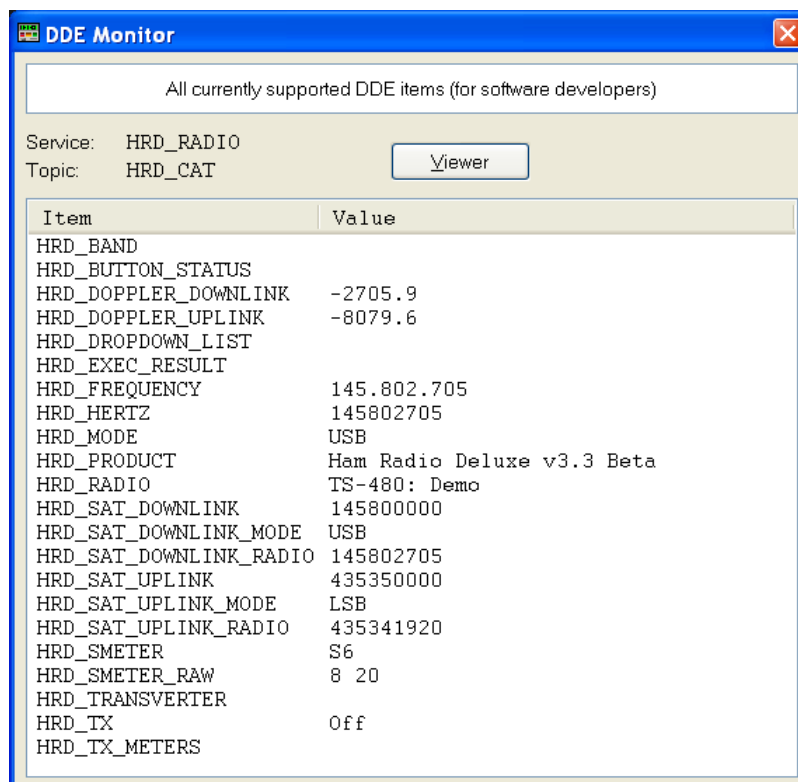 DDE Monitor
All currently supported DDE items (for software developers)
Service: HRD_RADIO
Topic: HRD_CAT
Viewer
Item Value
HRD_BAND
HRD_BUTTON_STATUS
HRD_DOPPLER_DOWNLINK -2705.9
HRD_DOPPLER_UPLINK -8079.6
HRD_DROPDOWN_LIST
HRD_EXEC_RESULT
HRD_FREQUENCY 145.802.705
HRD_HERTZ 145802705
HRD_MODE USB
HRD_PRODUCT Ham Radio Deluxe v3.3 Beta
HRD_RADIO TS-480: Demo
HRD_SAT_DOWNLINK 145800000
HRD_SAT_DOWNLINK_MODE USB
HRD_SAT_DOWNLINK_RADIO 145802705
HRD_SAT_UPLINK 435350000
HRD_SAT_UPLINK_MODE LSB
HRD_SAT_UPLINK_RADIO 435341920
HRD_SMETER S6
HRD_SMETER_RAW 8 20
HRD_TRANSVERTER
HRD_TX Off
HRD_TX_METERS